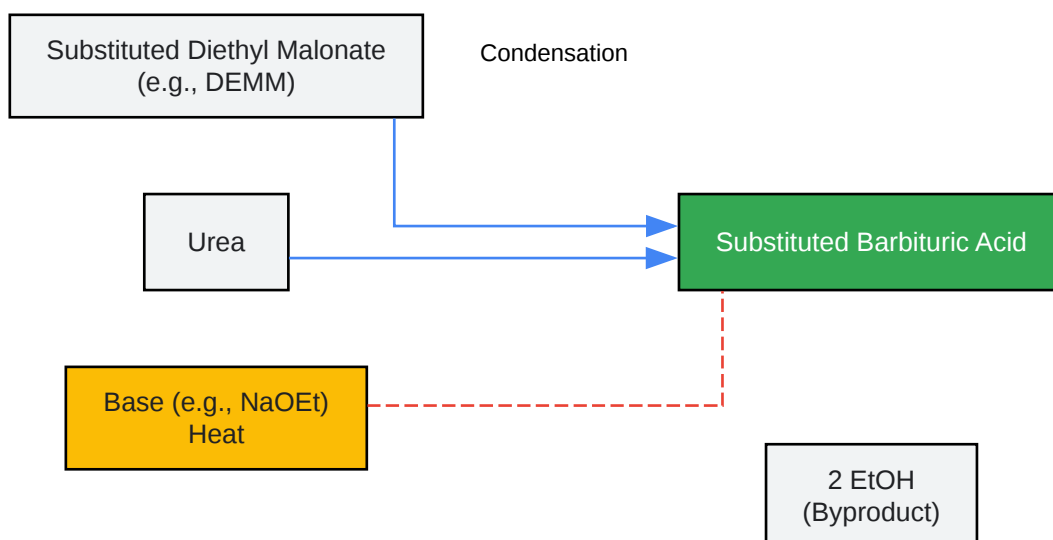 Substituted Diethyl Malonate
(e.g., DEMM)
Condensation
Urea
Substituted Barbituric Acid
Base (e.g., NaOEt)
Heat
2 EtOH
(Byproduct)